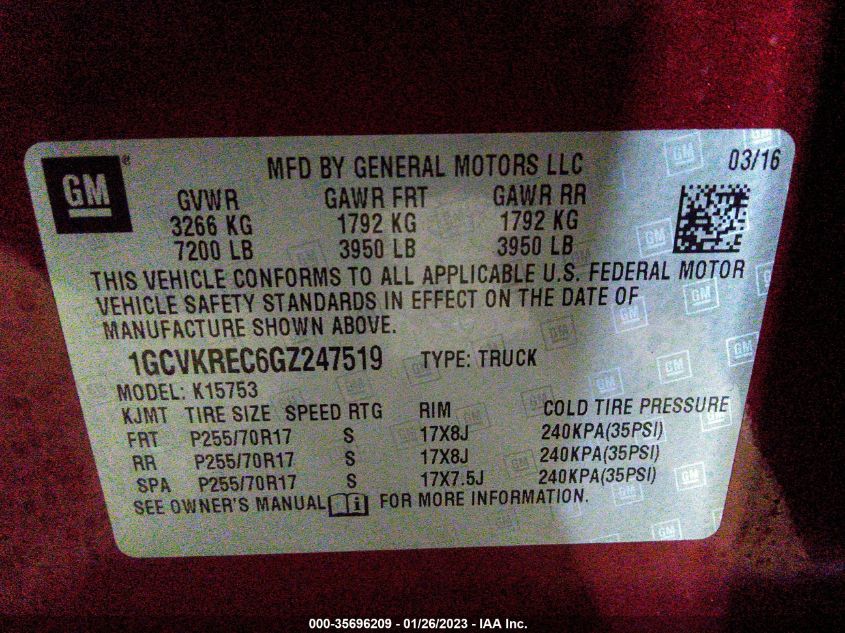 GM ®
MFD BY GENERAL MOTORS LLC 03/16
GVWR GAWR FRT GAWR RR
3266 KG 1792 KG 1792 KG
7200 LB 3950 LB 3950 LB
THIS VEHICLE CONFORMS TO ALL APPLICABLE U.S. FEDERAL MOTOR
VEHICLE SAFETY STANDARDS IN EFFECT ON THE DATE OF
MANUFACTURE SHOWN ABOVE.
1GCVKREC6GZ247519 TYPE: TRUCK
MODEL: K15753
KJMT TIRE SIZE SPEED RTG RIM COLD TIRE PRESSURE
FRT P255/70R17 S 17X8J 240KPA(35PSI)
RR P255/70R17 S 17X8J 240KPA(35PSI)
SPA P255/70R17 S 17X7.5J 240KPA(35PSI)
SEE OWNER'S MANUAL i FOR MORE INFORMATION.
000-35696209 - 01/26/2023 - IAA Inc.